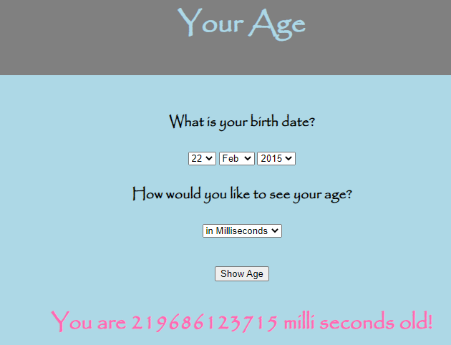 Your Age
What is your birth date?
22 Feb 2015
How would you like to see your age?
in Milliseconds
Show Age
You are 219686123715 milli seconds old!